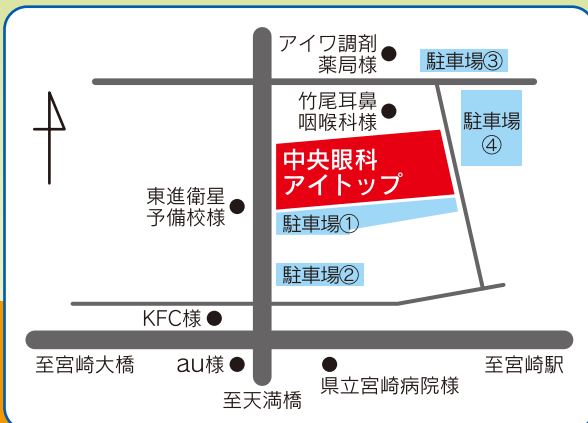 アイワ調剤
薬局様
駐車場③
竹尾耳鼻
咽喉科様
駐車場
④
中央眼科
アイトップ
東進衛星
予備校様
駐車場①
駐車場②
KFC様
至宮崎大橋
au様
県立宮崎病院様
至宮崎駅
至天満橋